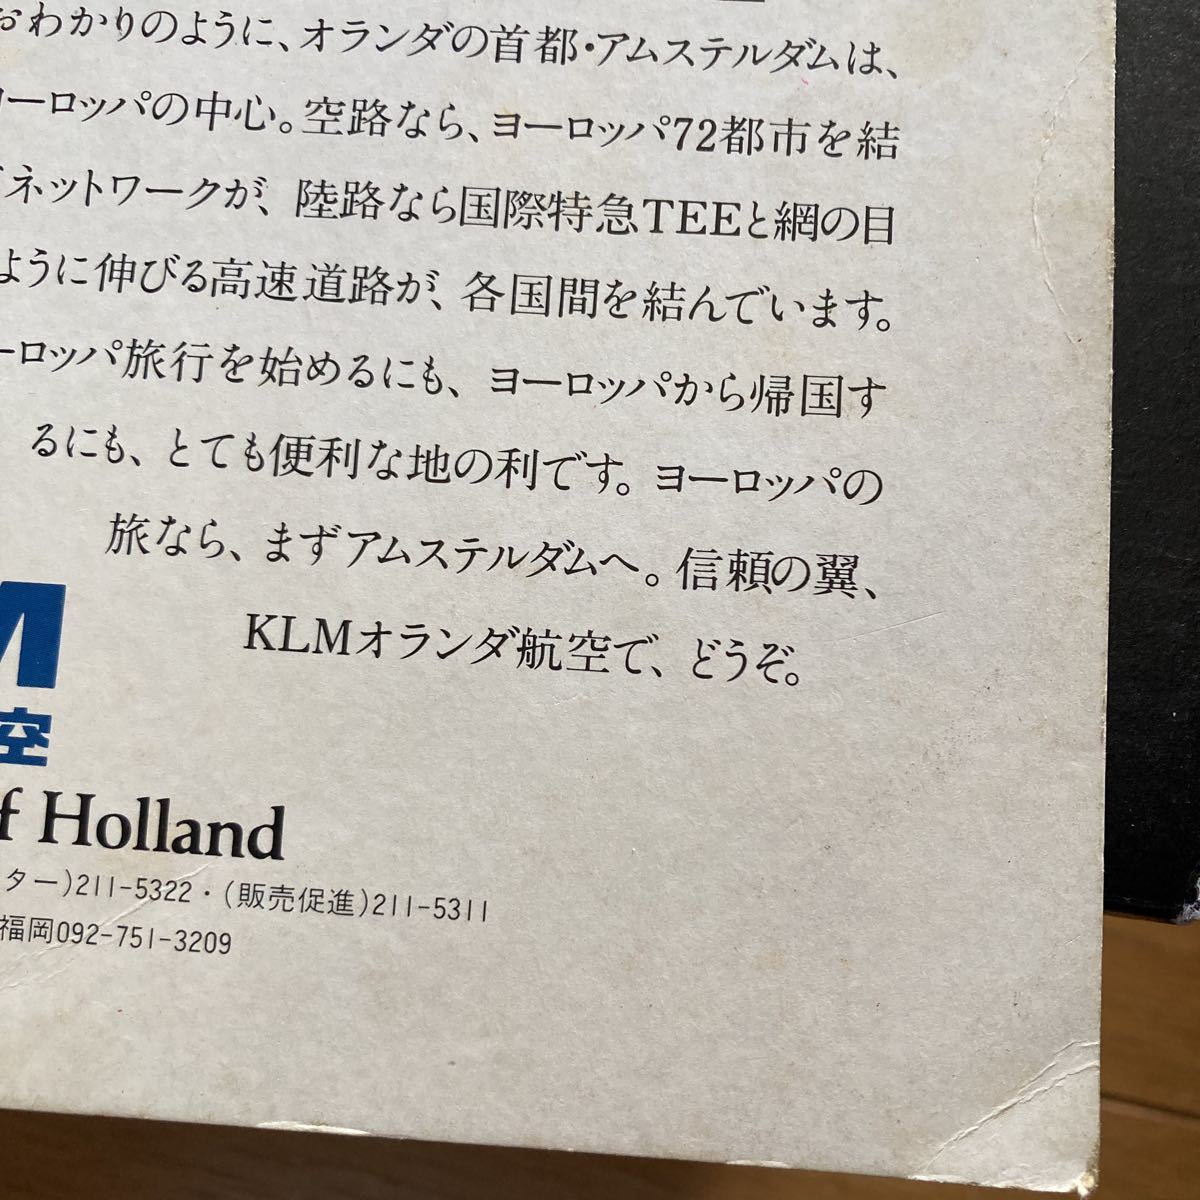 おわかりのように、オランダの首都・アムステルダムは、
ヨーロッパの中心。空路なら、ヨーロッパ72都市を結
ネットワークが、陸路なら国際特急TEEと網の目
ように伸びる高速道路が、各国間を結んでいます。
ーロッパ旅行を始めるにも、ヨーロッパから帰国す
るにも、とても便利な地の利です。ヨーロッパの
旅なら、まずアムステルダムへ。信頼の翼、
KLMオランダ航空で、どうぞ。
M
空
f Holland
ター)211-5322・(販売促進)211-5311
福岡092-751-3209